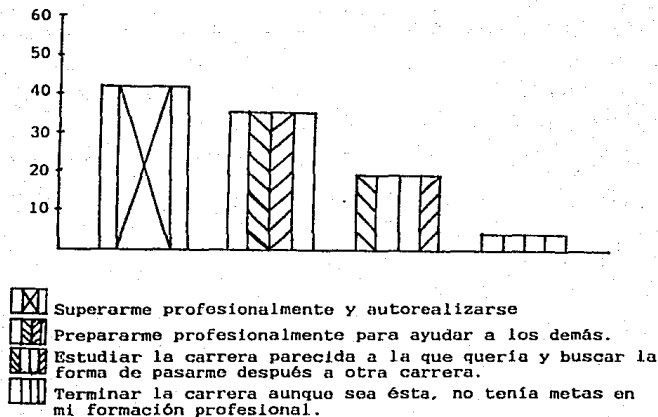 60
50
40
30
20
10
Superarme profesionalmente y autorealizarse
Prepararme profesionalmente para ayudar a los demás.
Estudiar la carrera parecida a la que quería y buscar la
forma de pasarme después a otra carrera.
Terminar la carrera aunque sea ésta, no tenía metas en
mi formación profesional.